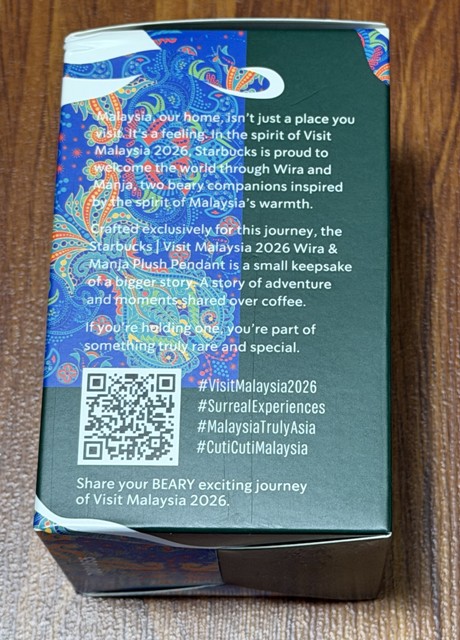 Malaysia, our home, isn't just a place you
visit. It's a feeling. In the spirit of Visit
Malaysia 2026, Starbucks is proud to
welcome the world through Wira and
Manja, two beary companions inspired
by the spirit of Malaysia's warmth.
Crafted exclusively for this journey, the
Starbucks | Visit Malaysia 2026 Wira &
Manja Plush Pendant is a small keepsake
of a bigger story. A story of adventure
and moments shared over coffee.
If you're holding one, you're part of
something truly rare and special.
#VisitMalaysia2026
#SurrealExperiences
#MalaysiaTrulyAsia
#CutiCutiMalaysia
Share your BEARY exciting journey
of Visit Malaysia 2026.